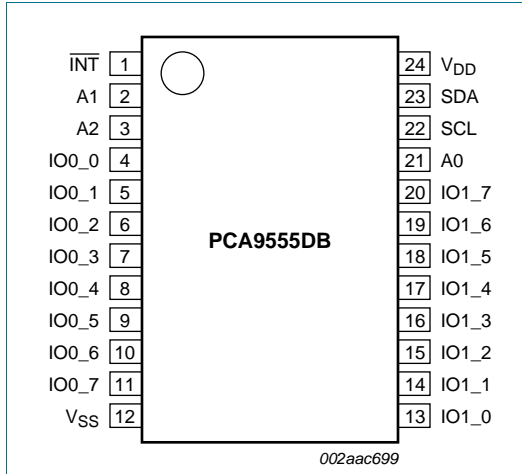 INT 1 24 VDD
A1 2 23 SDA
A2 3 22 SCL
IO0_0 4 21 A0
IO0_1 5 20 IO1_7
IO0_2 6 19 IO1_6
IO0_3 7 18 IO1_5
PCA9555DB
IO0_4 8 17 IO1_4
IO0_5 9 16 IO1_3
IO0_6 10 15 IO1_2
IO0_7 11 14 IO1_1
VSS 12 13 IO1_0
002aac699